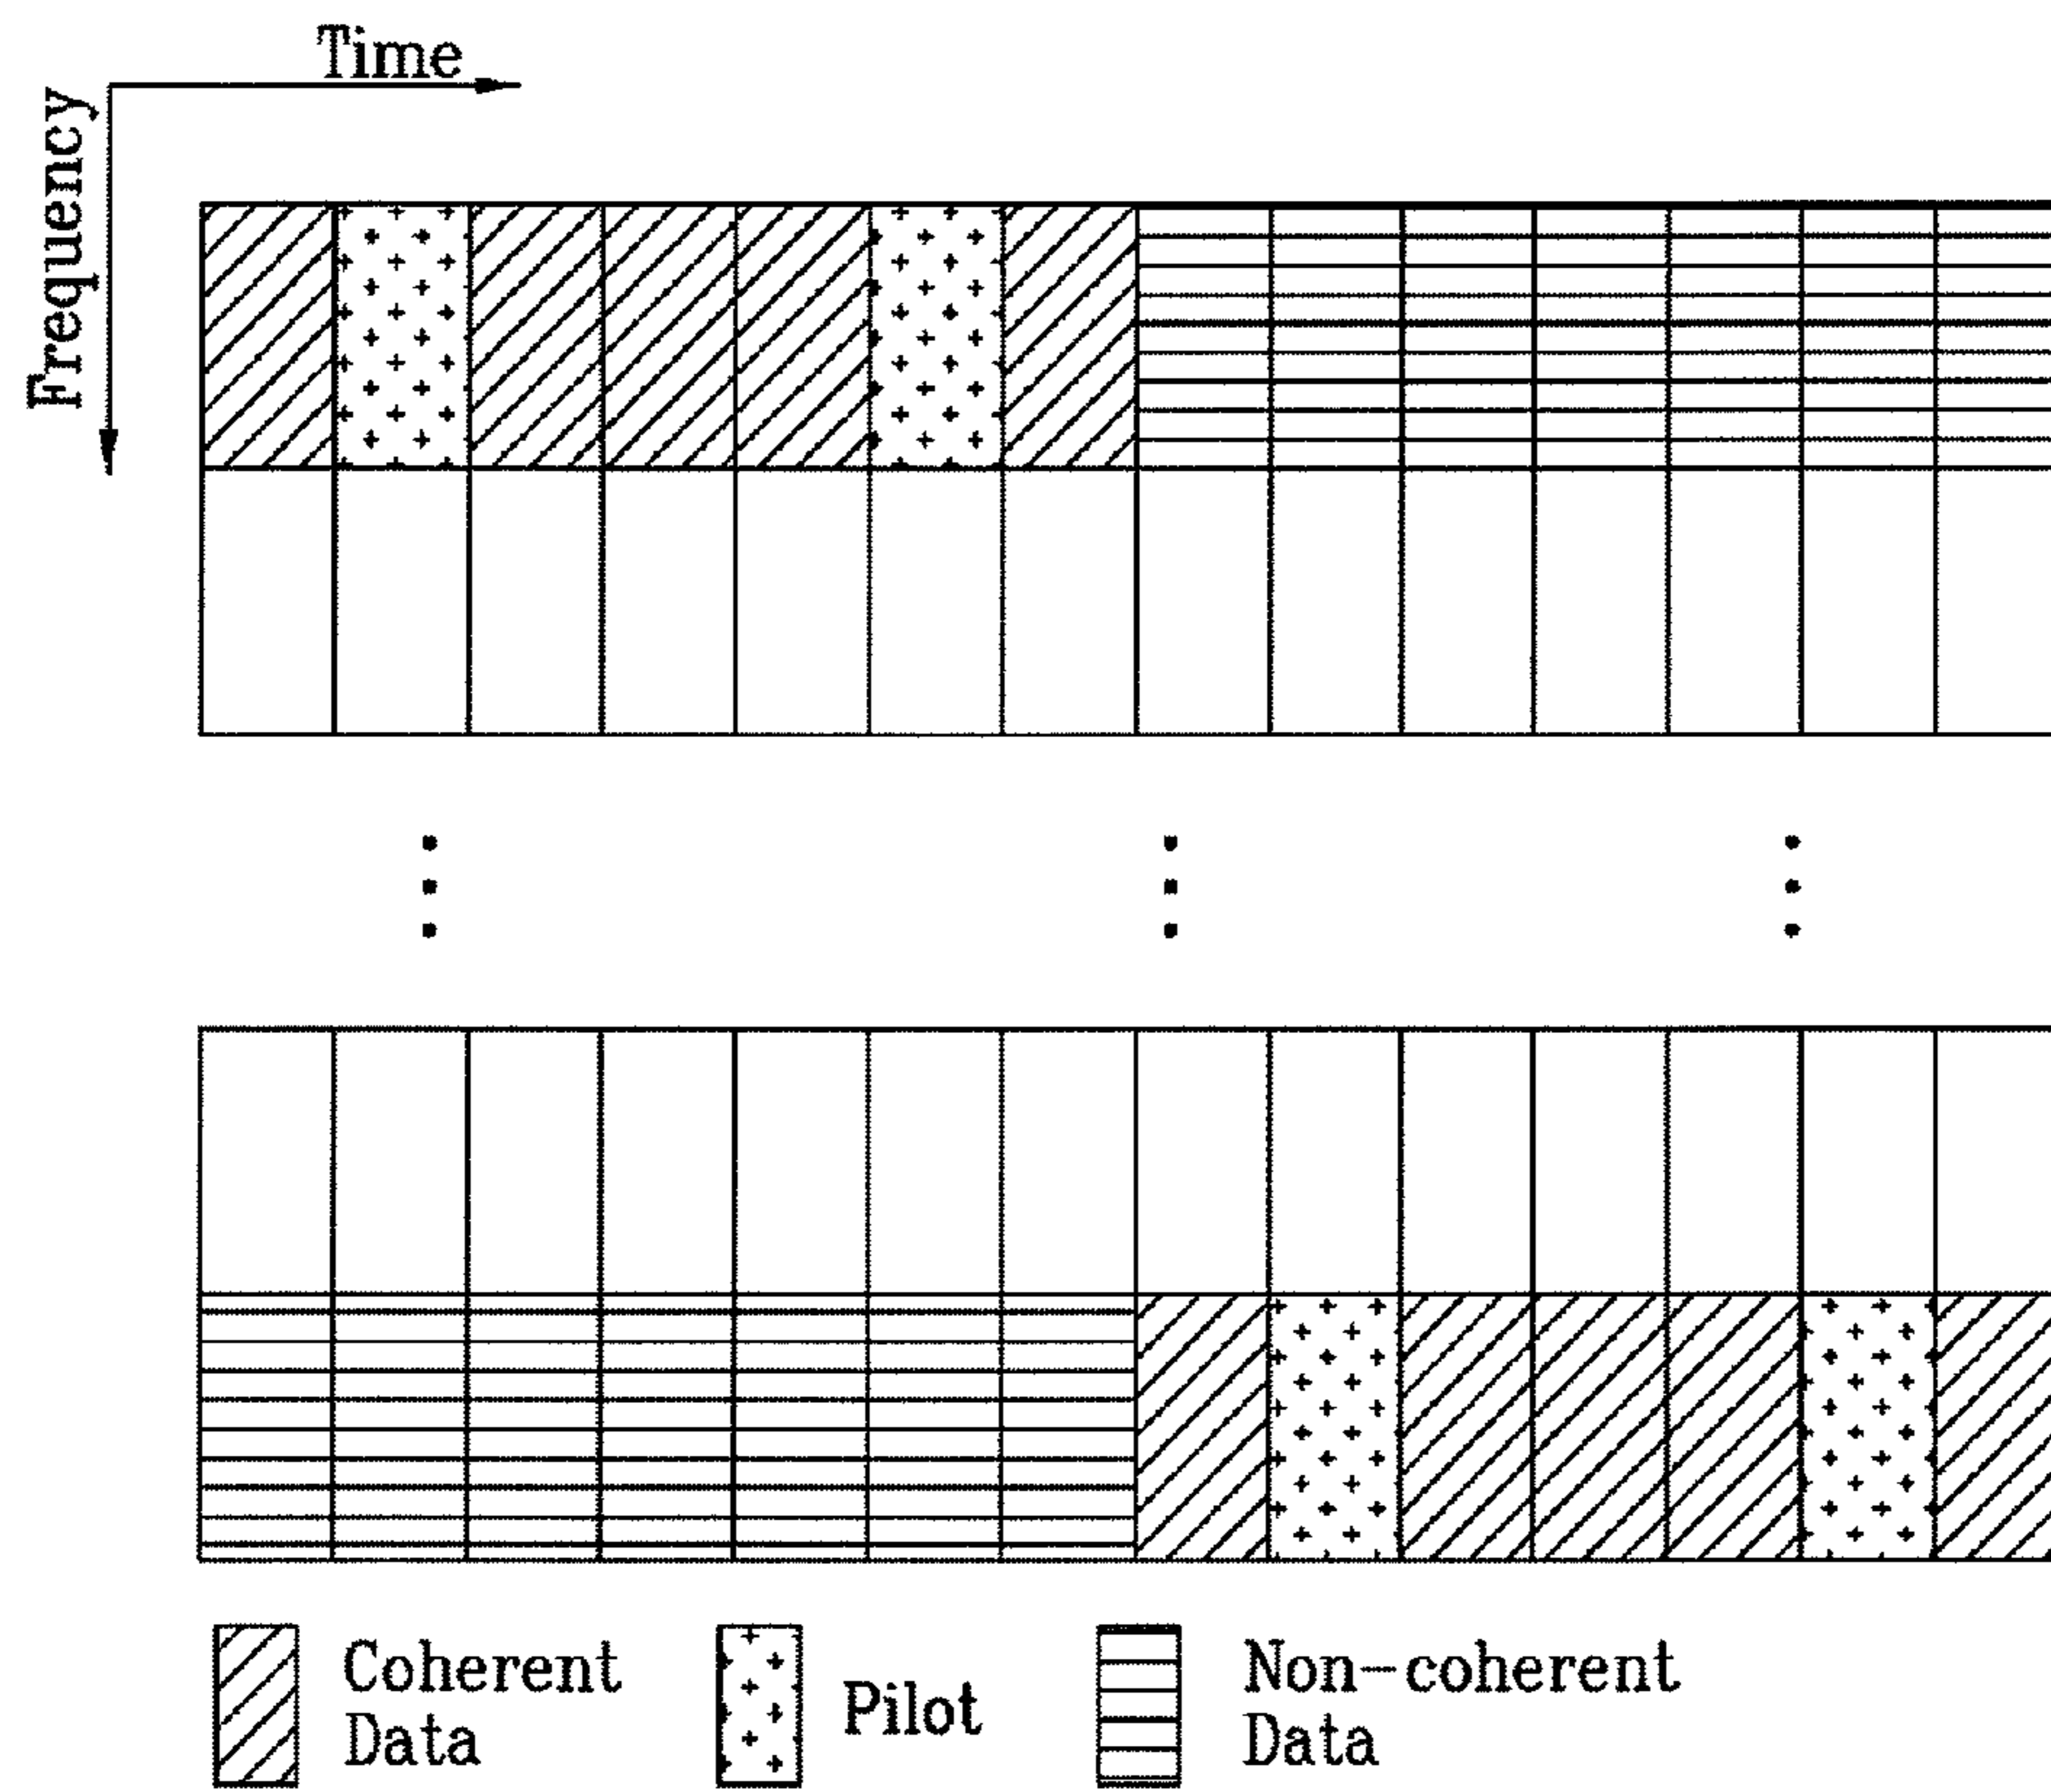 Time
Frequency
Coherent
Data
Pilot
Non-coherent
Data